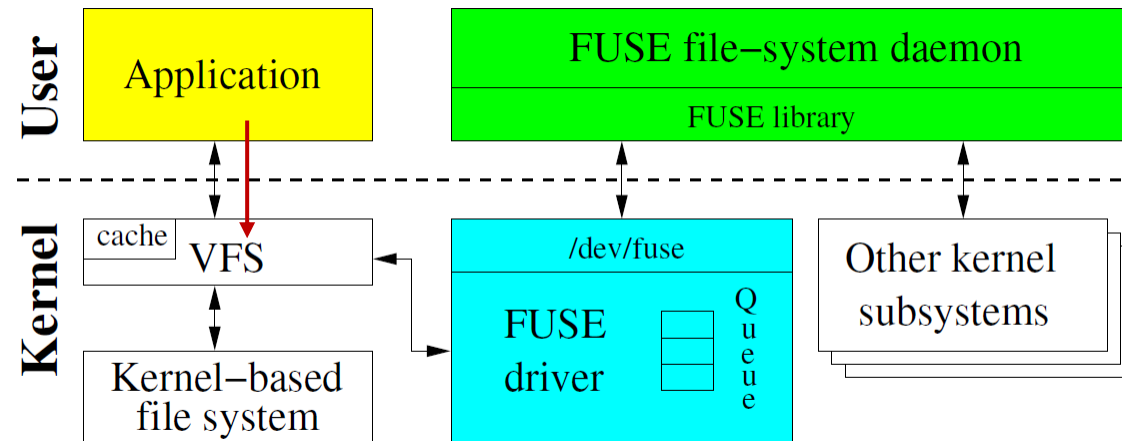 User
Application
FUSE file-system daemon
FUSE library
Kernel
cache
VFS
Kernel-based
file system
/dev/fuse
FUSE
driver
Queue
Other kernel
subsystems